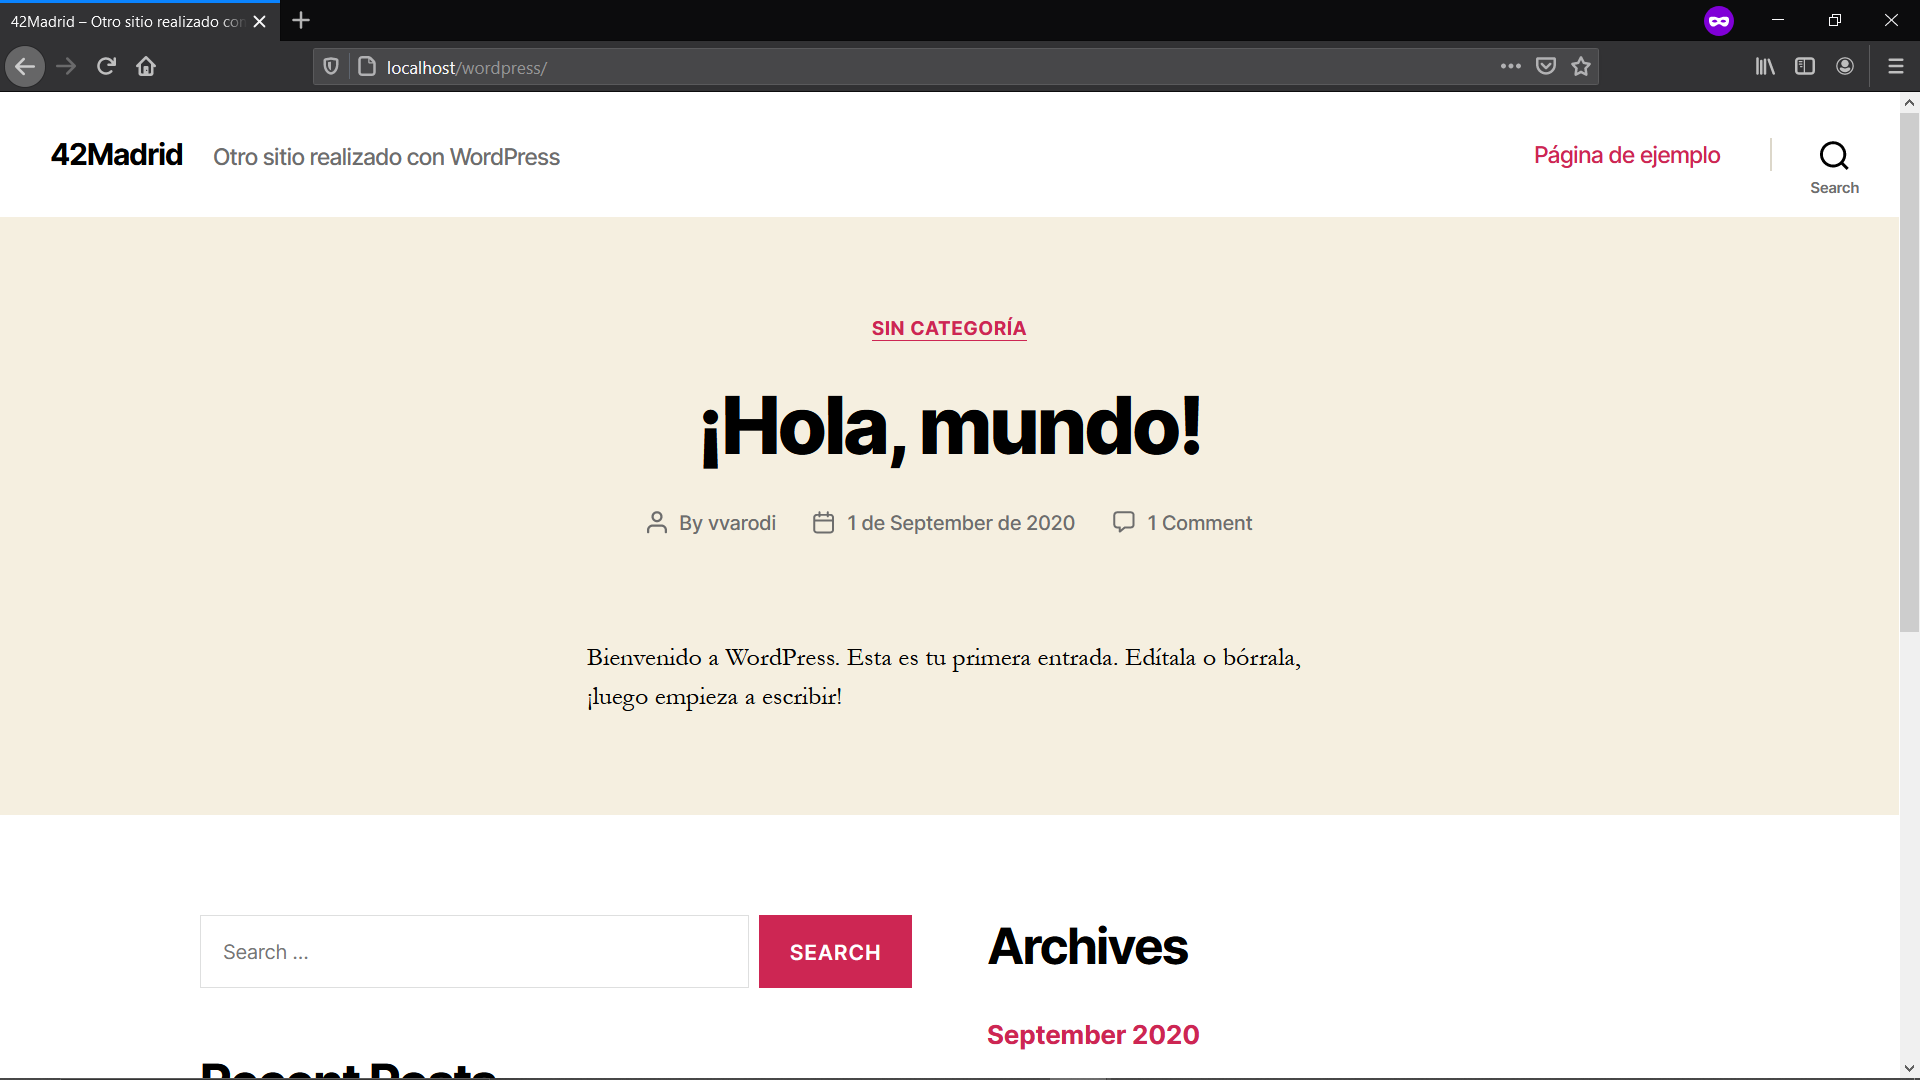 42Madrid – Otro sitio realizado con
localhost/wordpress/
42Madrid Otro sitio realizado con WordPress Página de ejemplo
Search
SIN CATEGORÍA
¡Hola, mundo!
By vvarodi 1 de September de 2020 1 Comment
Bienvenido a WordPress. Esta es tu primera entrada. Edítala o bórrala,
¡luego empieza a escribir!
Search … SEARCH
Archives
September 2020
Recent Posts